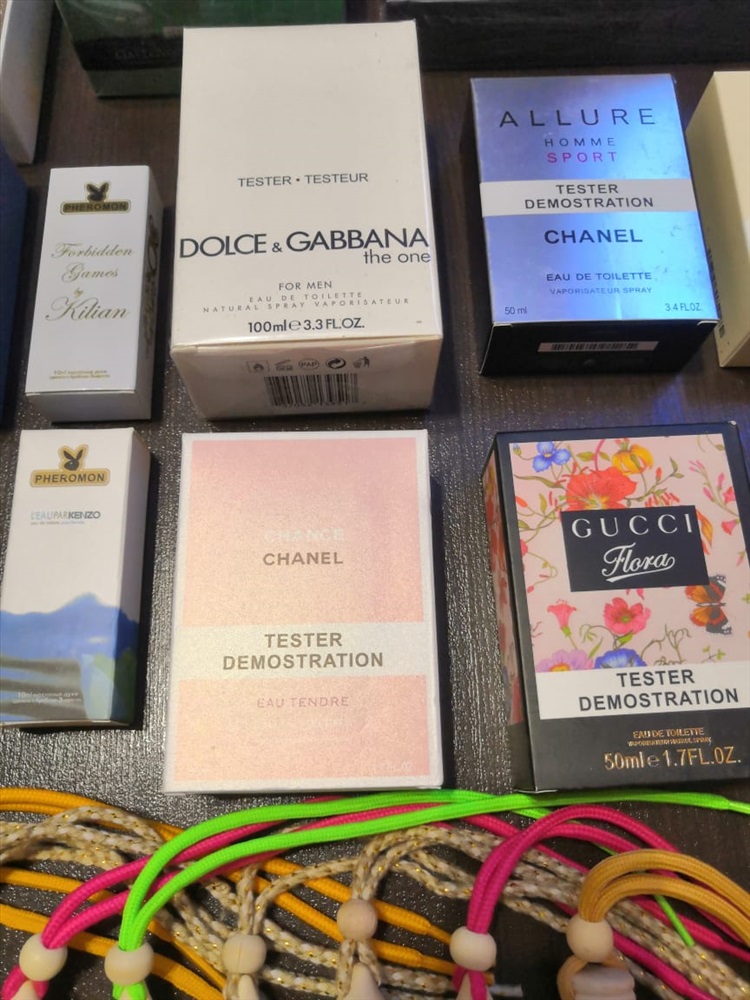 PHEROMON
Forbidden
Games
by
Kilian
TESTER • TESTEUR
DOLCE & GABBANA
the one
FOR MEN
EAU DE TOILETTE
NATURAL SPRAY VAPORISATEUR
100ml e 3.3 FL.OZ.
ALLURE
HOMME
SPORT
TESTER
DEMOSTRATION
CHANEL
EAU DE TOILETTE
VAPORISATEUR SPRAY
50 ml 3.4 FL.OZ.
PHEROMON
L'EAU PAR KENZO
CHANCE
CHANEL
TESTER
DEMOSTRATION
EAU TENDRE
GUCCI
Flora
TESTER
DEMOSTRATION
EAU DE TOILETTE
50ml e 1.7FL.OZ.